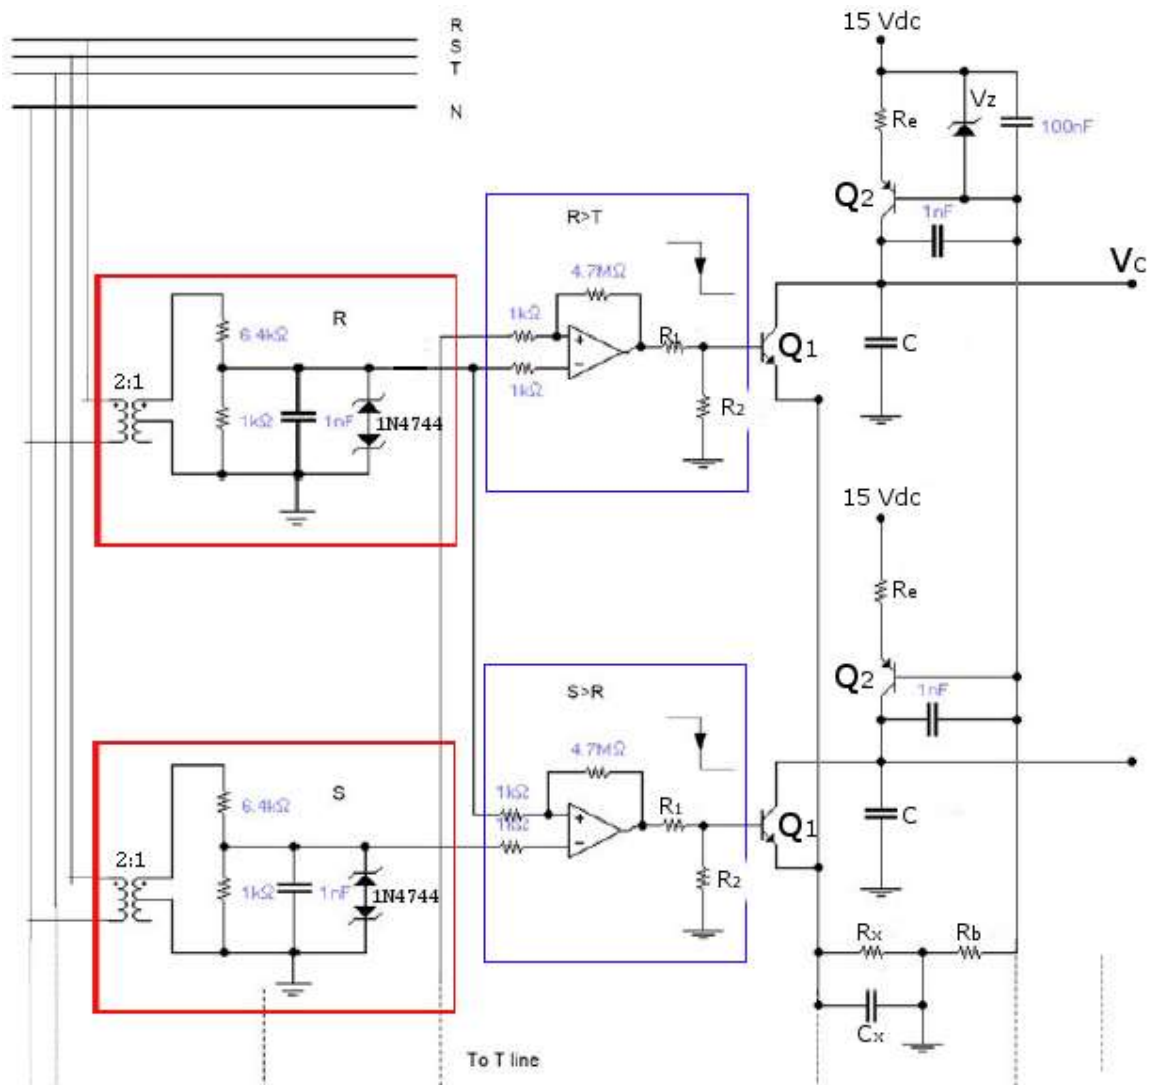 R
S
T
N
15 Vdc
Re
Vz
100nF
Q2
1nF
VC
R>T
4.7MΩ
1kΩ
+
-
1kΩ
R1
R2
Q1
C
R
6.4kΩ
2:1
1kΩ
1nF
1N4744
15 Vdc
Re
Q2
1nF
S>R
4.7MΩ
1kΩ
+
1kΩ
-
R1
R2
Q1
C
S
6.4kΩ
2:1
1kΩ
1nF
1N4744
Rx
Rb
Cx
To T line